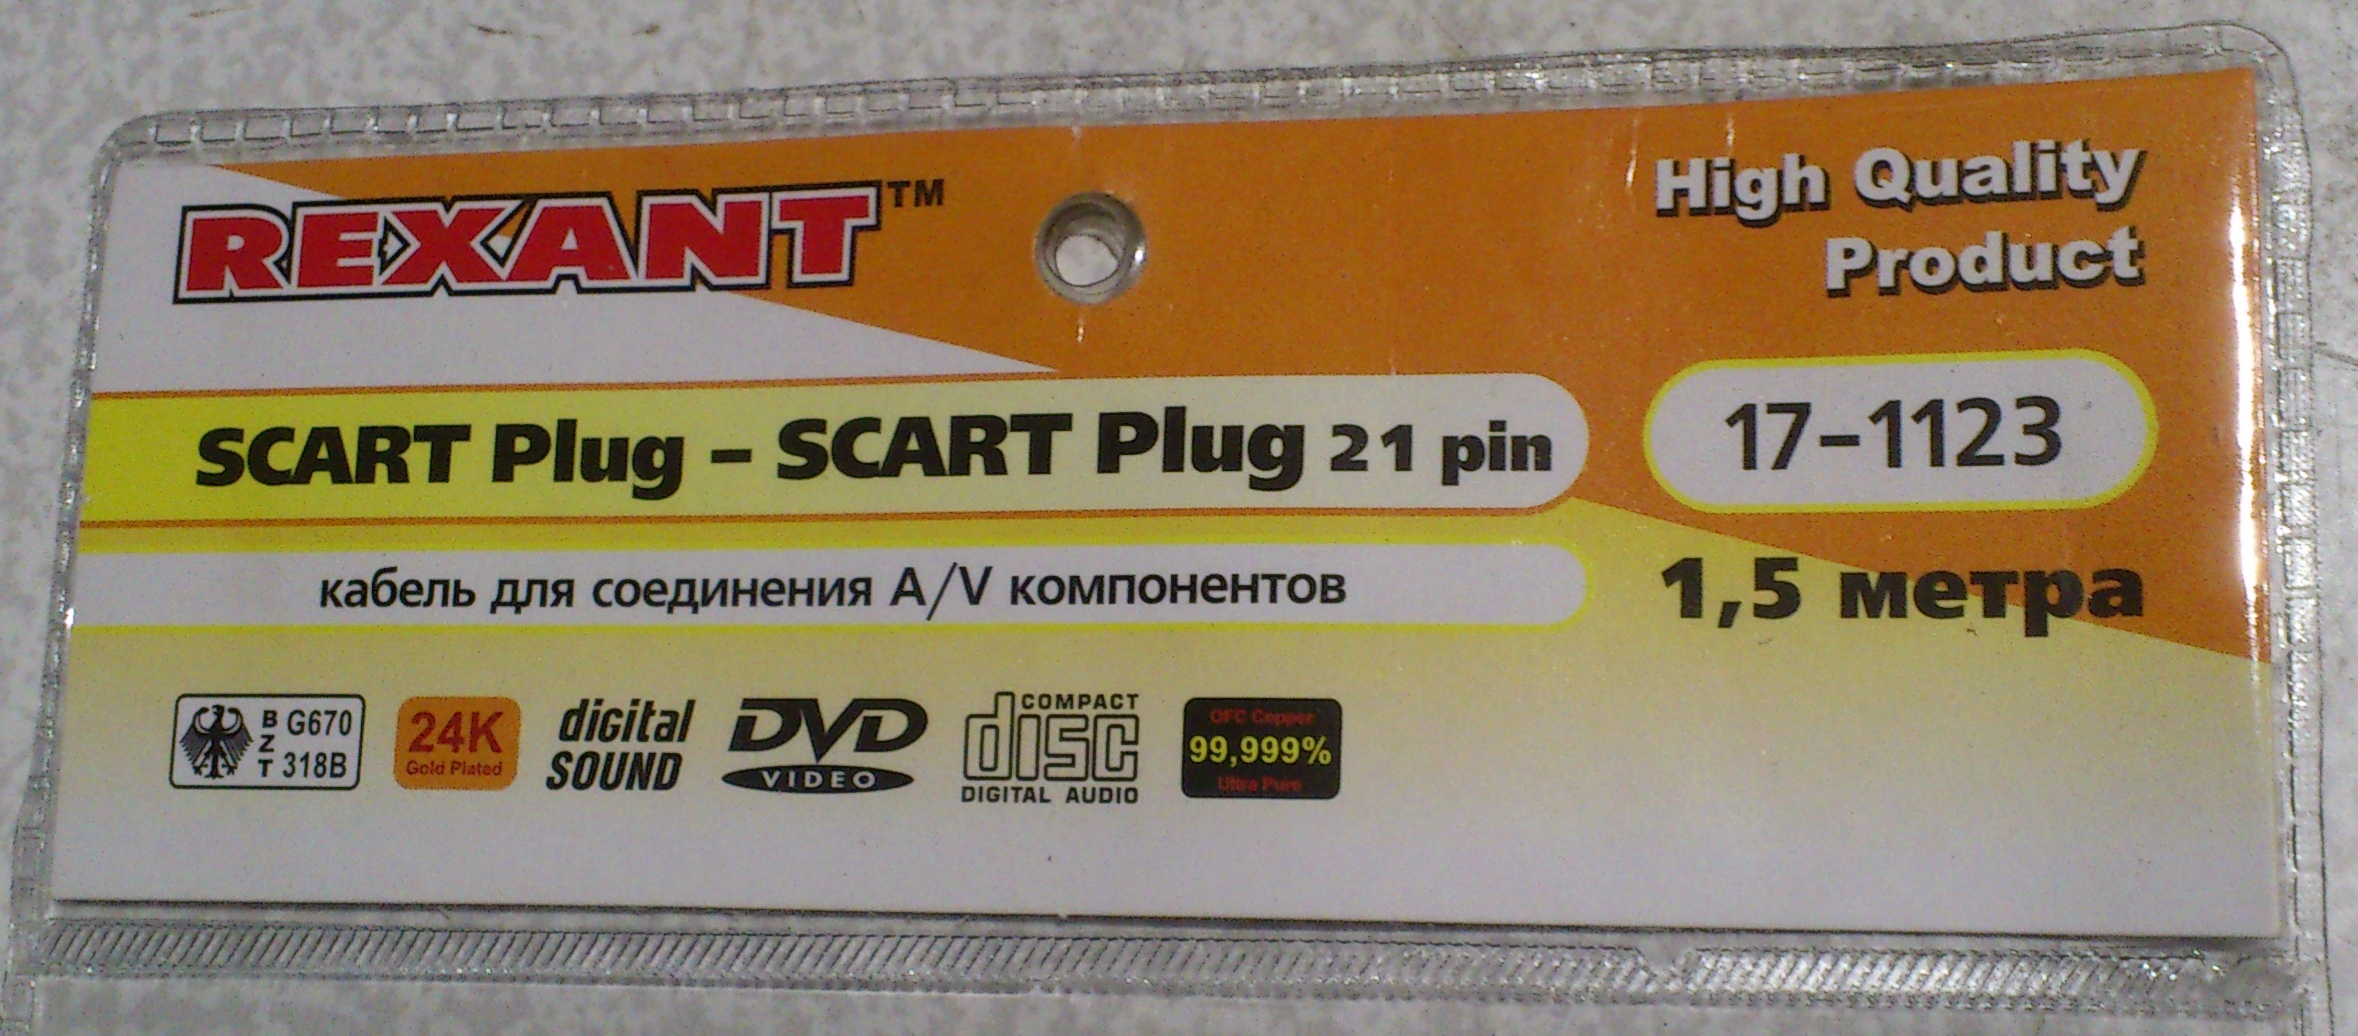 REXANT™
High Quality
Product
SCART Plug – SCART Plug 21 pin
17-1123
кабель для соединения A/V компонентов
1,5 метра
BZT G670 318B
24K
Gold Plated
digital
SOUND
DVD
VIDEO
COMPACT
disc
DIGITAL AUDIO
OFC Copper
99,999%
Ultra Pure